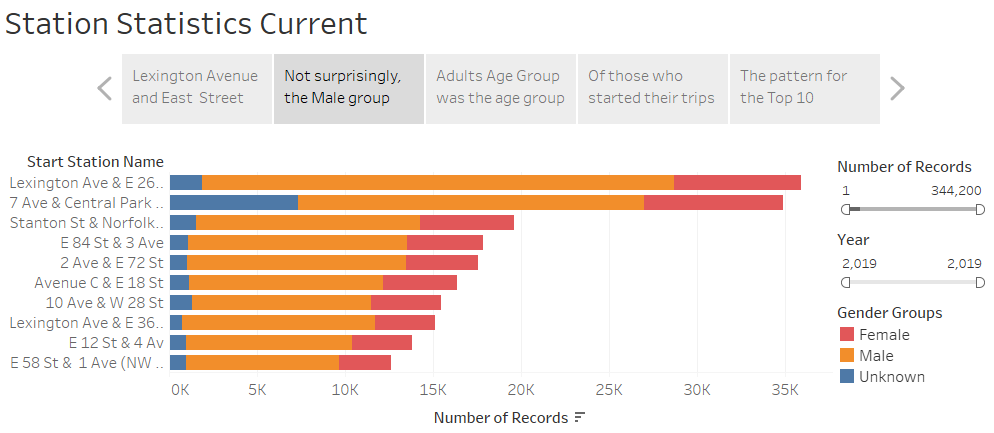 Station Statistics Current
Lexington Avenue
and East Street
Not surprisingly,
the Male group
Adults Age Group
was the age group
Of those who
started their trips
The pattern for
the Top 10
Start Station Name
Lexington Ave & E 26..
7 Ave & Central Park ..
Stanton St & Norfolk..
E 84 St & 3 Ave
2 Ave & E 72 St
Avenue C & E 18 St
10 Ave & W 28 St
Lexington Ave & E 36..
E 12 St & 4 Av
E 58 St & 1 Ave (NW ..
0K 5K 10K 15K 20K 25K 30K 35K
Number of Records
Number of Records
1 344,200
Year
2,019 2,019
Gender Groups
Female
Male
Unknown